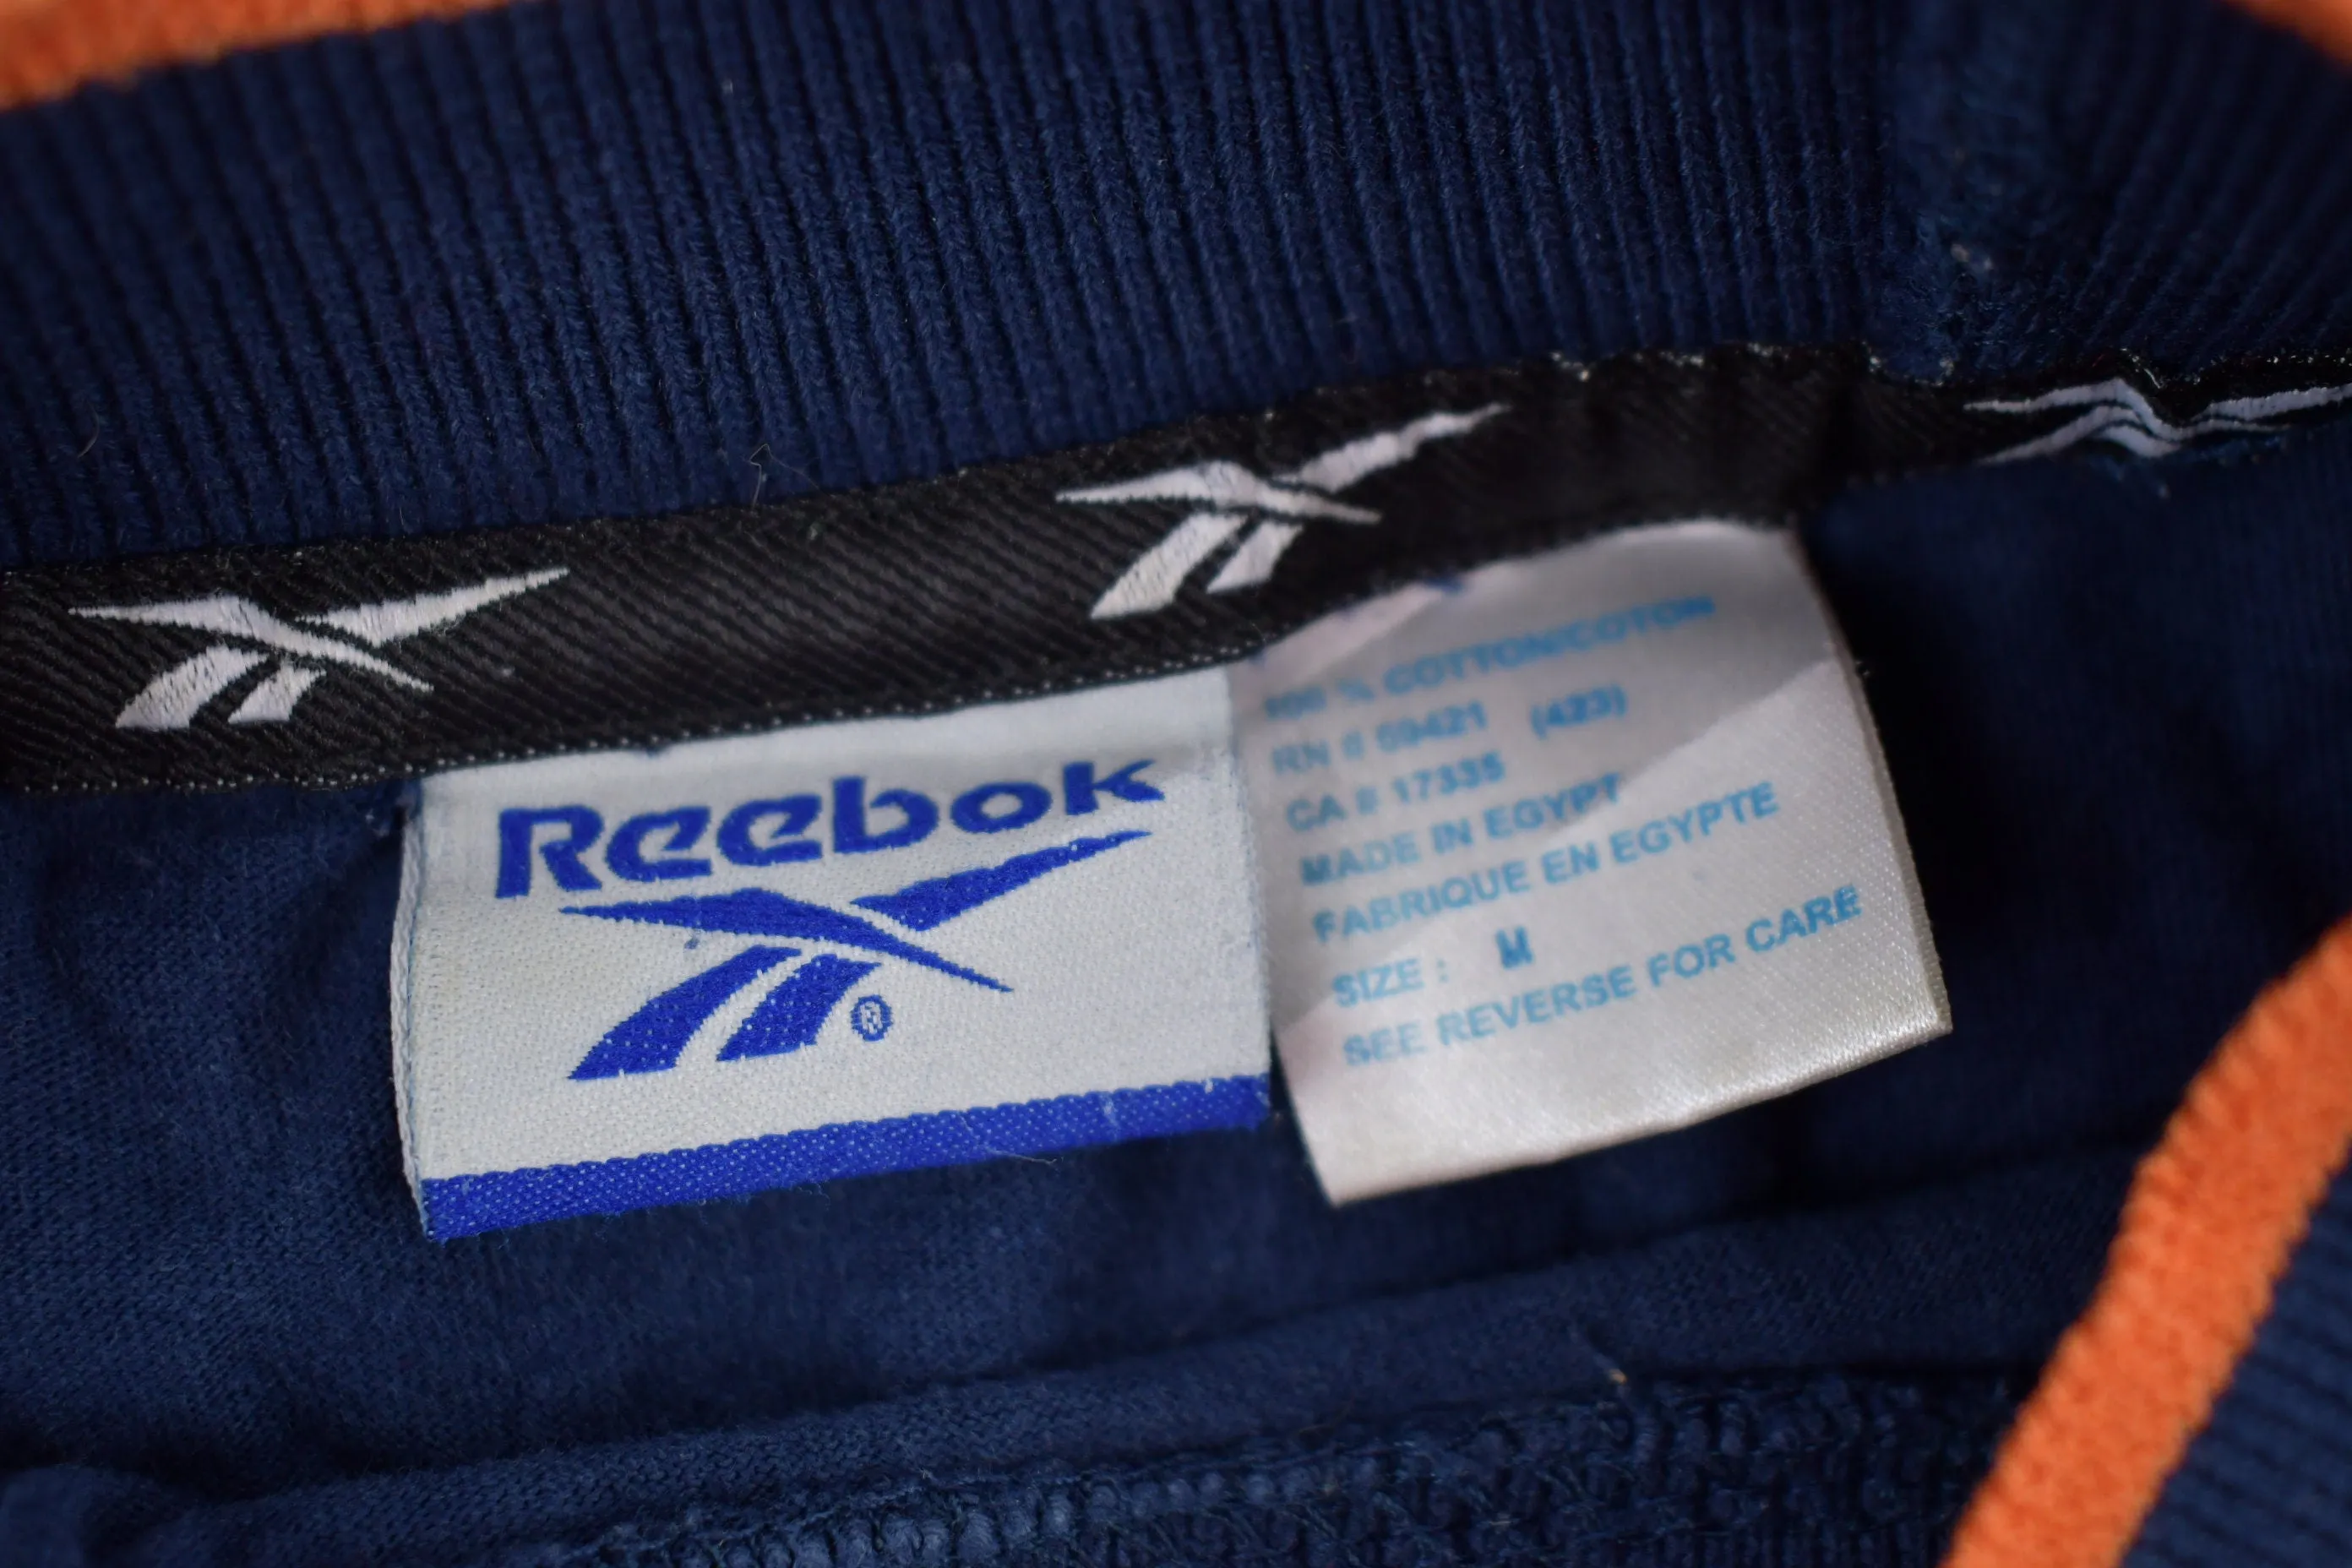 Reebok
®
100 % COTTON/COTON
RN # 69421 (423)
CA # 17335
MADE IN EGYPT
FABRIQUE EN EGYPTE
SIZE : M
SEE REVERSE FOR CARE